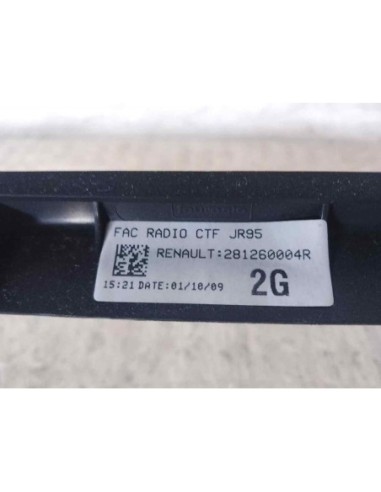 FAC RADIO CTF JR95
RENAULT:281260004R
15:21 DATE:01/10/09
2G